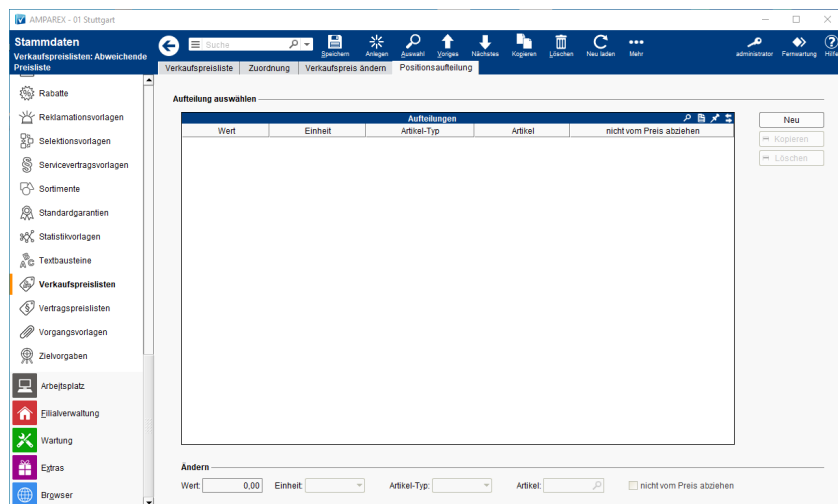 AMPAREX - 01 Stuttgart
Stammdaten
Verkaufspreislisten: Abweichende
Preisliste
Suche
Speichern
Anlegen
Auswahl
Voriges
Nächstes
Kopieren
Löschen
Neu laden
Mehr
administrator
Fernwartung
Hilfe
Verkaufspreisliste
Zuordnung
Verkaufspreis ändern
Positionsaufteilung
Rabatte
Reklamationsvorlagen
Selektionsvorlagen
Servicevertragsvorlagen
Sortimente
Standardgarantien
Statistikvorlagen
Textbausteine
Verkaufspreislisten
Vertragspreislisten
Vorgangsvorlagen
Zielvorgaben
Arbeitsplatz
Filialverwaltung
Wartung
Extras
Browser
Aufteilung auswählen
Aufteilungen
Wert Einheit Artikel-Typ Artikel nicht vom Preis abziehen
Neu
Kopieren
Löschen
Ändern
Wert: 0,00 Einheit: Artikel-Typ: Artikel: nicht vom Preis abziehen